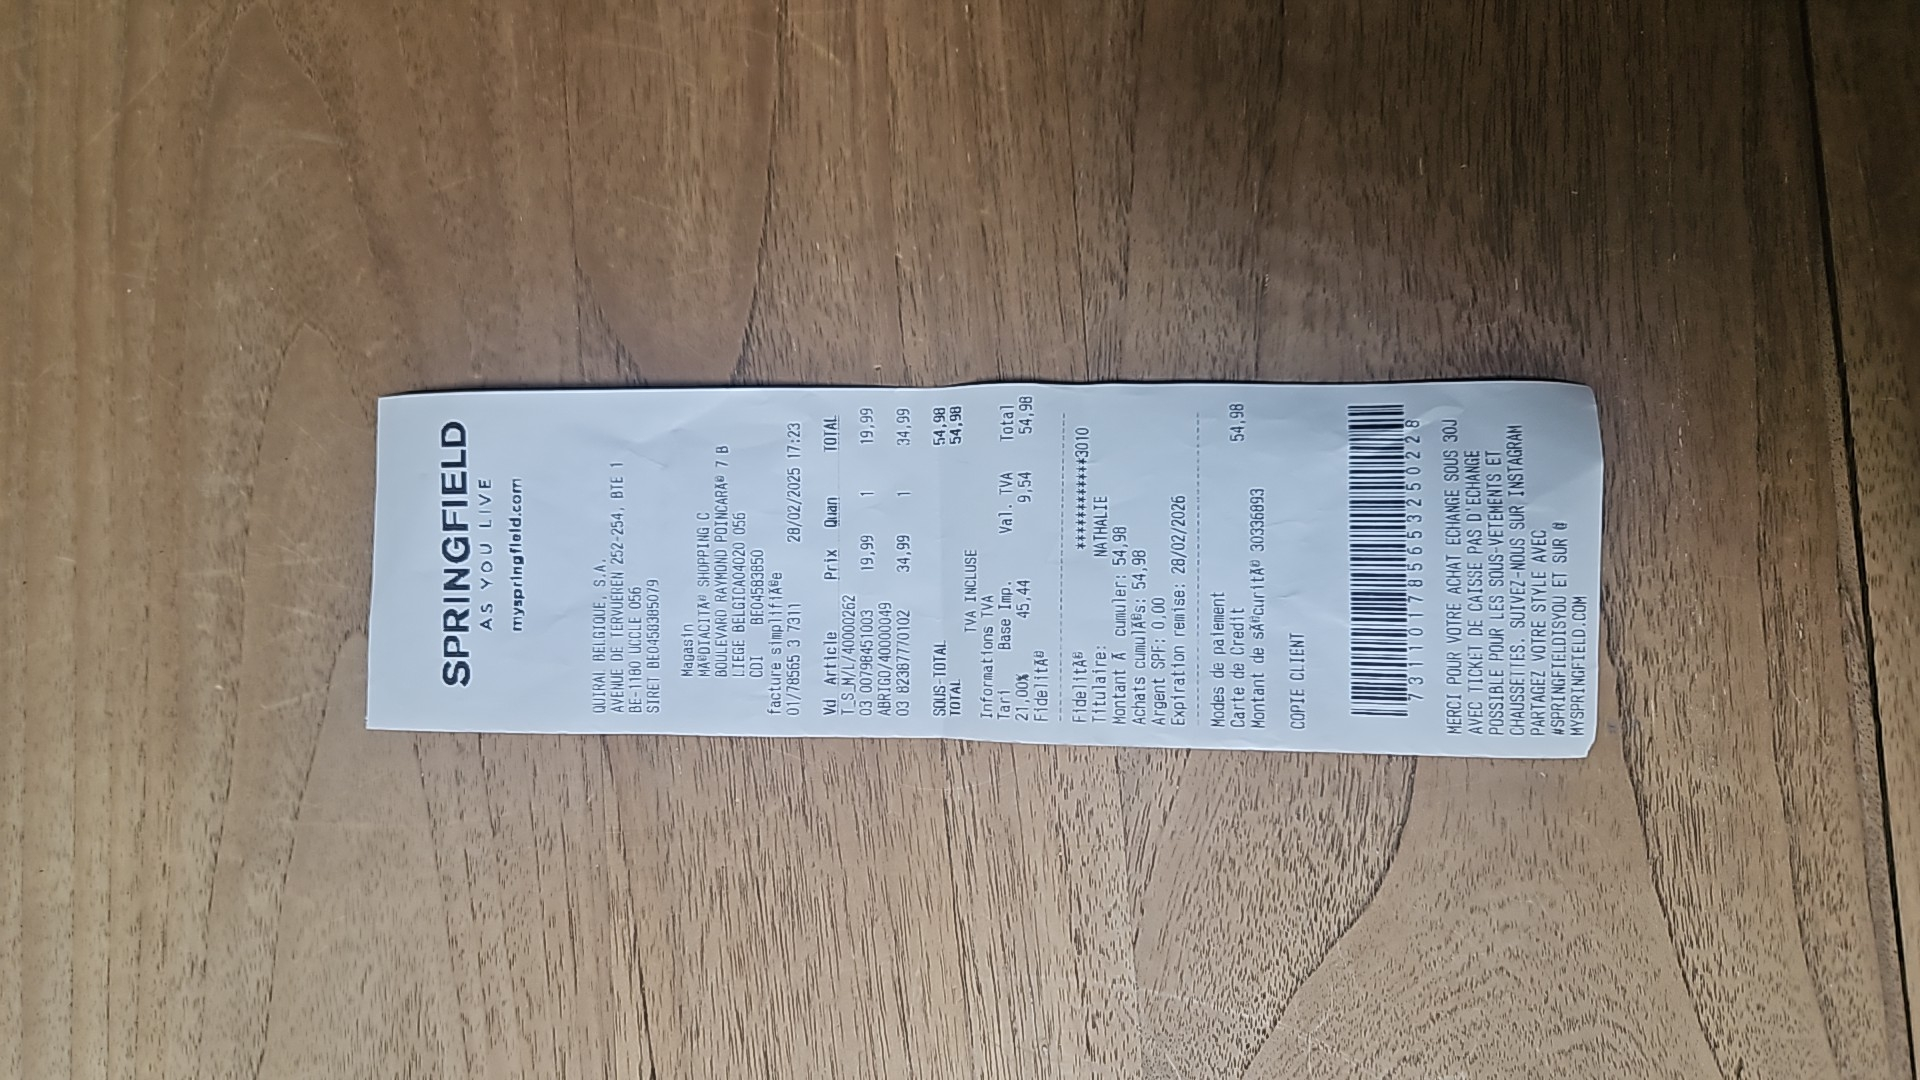 SPRINGFIELD
AS YOU LIVE
myspringfield.com
QUIRAI BELGIQUE, S.A.
AVENUE DE TERVUEREN 252-254, BTE 1
BE-1180 UCCLE 056
SIRET BE0458385079
Magasin
MÃ©DIACITÃ© SHOPPING C
BOULEVARD RAYMOND POINCARÃ© 7 B
LIEGE BELGICA04020 056
CDI BE04583850
facture simplifiÃ©e
01/78565 3 7311 28/02/2025 17:23
Vd Article Prix Quan TOTAL
T_S_M/L/40000262
03 00798451003 19,99 1 19,99
ABRIGO/40000049
03 82387770102 34,99 1 34,99
SOUS-TOTAL 54,98
TOTAL 54,98
TVA INCLUSE
Informations TVA
Tari Base Imp. Val. TVA Total
21,00% 45,44 9,54 54,98
FidelitÃ©
FidelitÃ© ************3010
Titulaire: NATHALIE
Montant Ã cumuler: 54,98
Achats cumulÃ©s: 54,98
Argent SPF: 0,00
Expiration remise: 28/02/2026
Modes de paiement
Carte de Credit 54,98
Montant de sÃ©curitÃ© 30336893
COPIE CLIENT
7311017856532502 28
MERCI POUR VOTRE ACHAT ECHANGE SOUS 30J
AVEC TICKET DE CAISSE PAS D'ECHANGE
POSSIBLE POUR LES SOUS-VETEMENTS ET
CHAUSSETTES. SUIVEZ-NOUS SUR INSTAGRAM
PARTAGEZ VOTRE STYLE AVEC
#SPRINGFIELDISYOU ET SUR @
MYSPRINGFIELD.COM